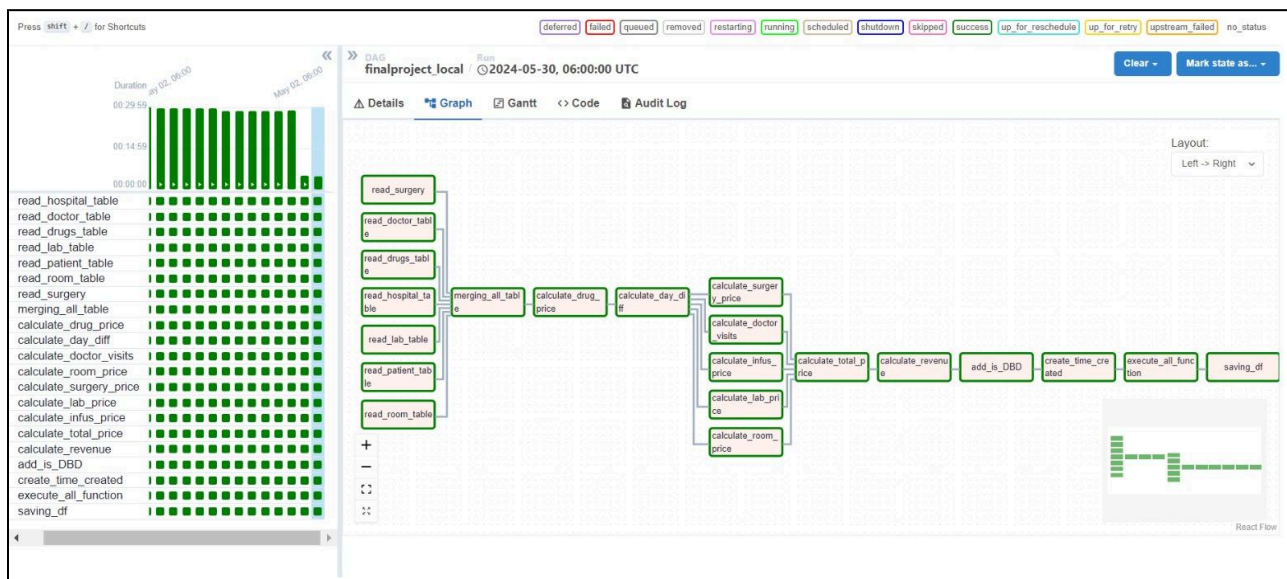 Press shift + / for Shortcuts
deferred failed queued removed restarting running scheduled shutdown skipped success up_for_reschedule up_for_retry upstream_failed no_status
DAG
finalproject_local
/
Run
2024-05-30, 06:00:00 UTC
Clear
Mark state as...
Details
Graph
Gantt
Code
Audit Log
Duration
May 02, 06:00
00:29:59
00:14:59
00:00:00
read_hospital_table
read_doctor_table
read_drugs_table
read_lab_table
read_patient_table
read_room_table
read_surgery
merging_all_table
calculate_drug_price
calculate_day_diff
calculate_doctor_visits
calculate_room_price
calculate_surgery_price
calculate_lab_price
calculate_infus_price
calculate_total_price
calculate_revenue
add_is_DBD
create_time_created
execute_all_function
saving_df
Layout:
Left -> Right
read_surgery
read_doctor_tabl
e
read_drugs_tabl
e
read_hospital_ta
ble
read_lab_table
read_patient_tab
le
read_room_table
merging_all_tabl
e
calculate_drug_
price
calculate_day_di
ff
calculate_surger
y_price
calculate_doctor
_visits
calculate_infus_
price
calculate_lab_pri
ce
calculate_room_
price
calculate_total_p
rice
calculate_revenu
e
add_is_DBD
create_time_cre
ated
execute_all_func
tion
saving_df
React Flow